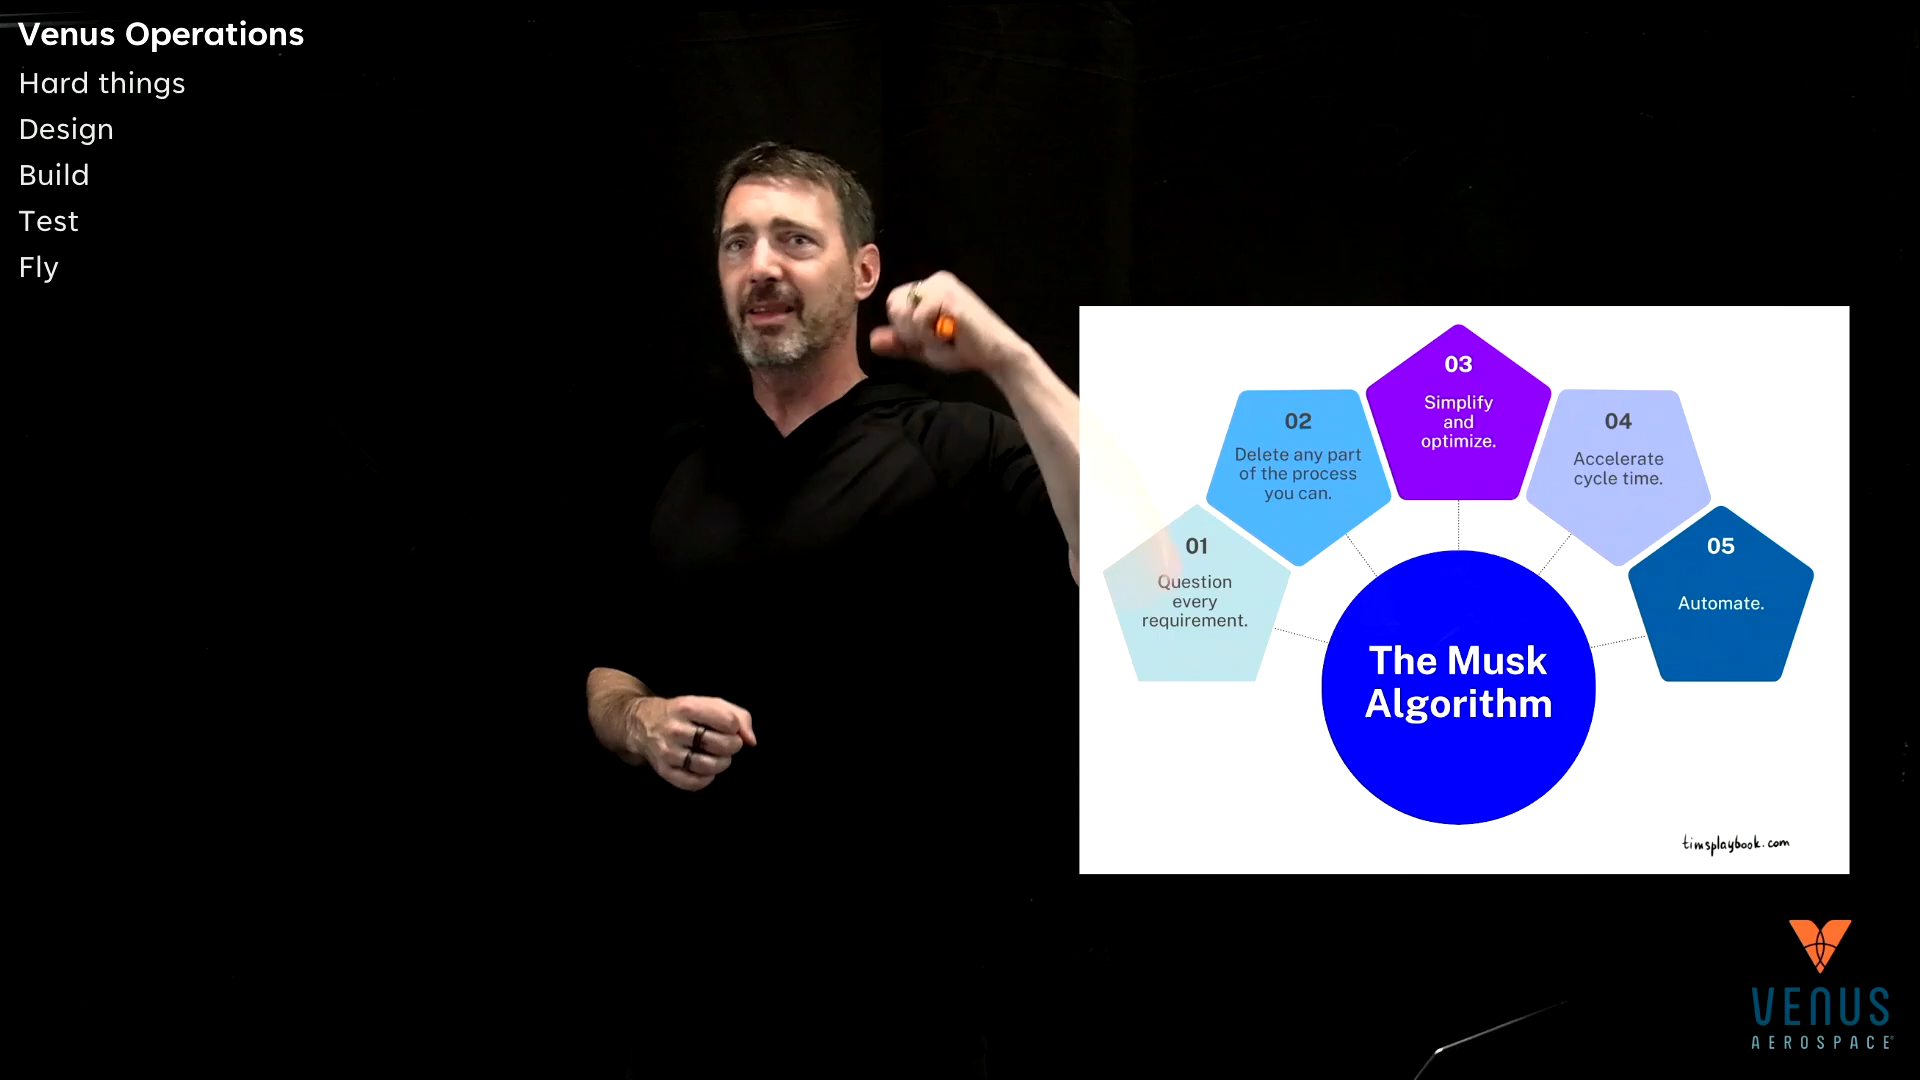 Venus Operations
Hard things
Design
Build
Test
Fly
01
Question
every
requirement.
02
Delete any part
of the process
you can.
03
Simplify
and
optimize.
04
Accelerate
cycle time.
05
Automate.
The Musk
Algorithm
timsplaybook.com
VENUS
AEROSPACE